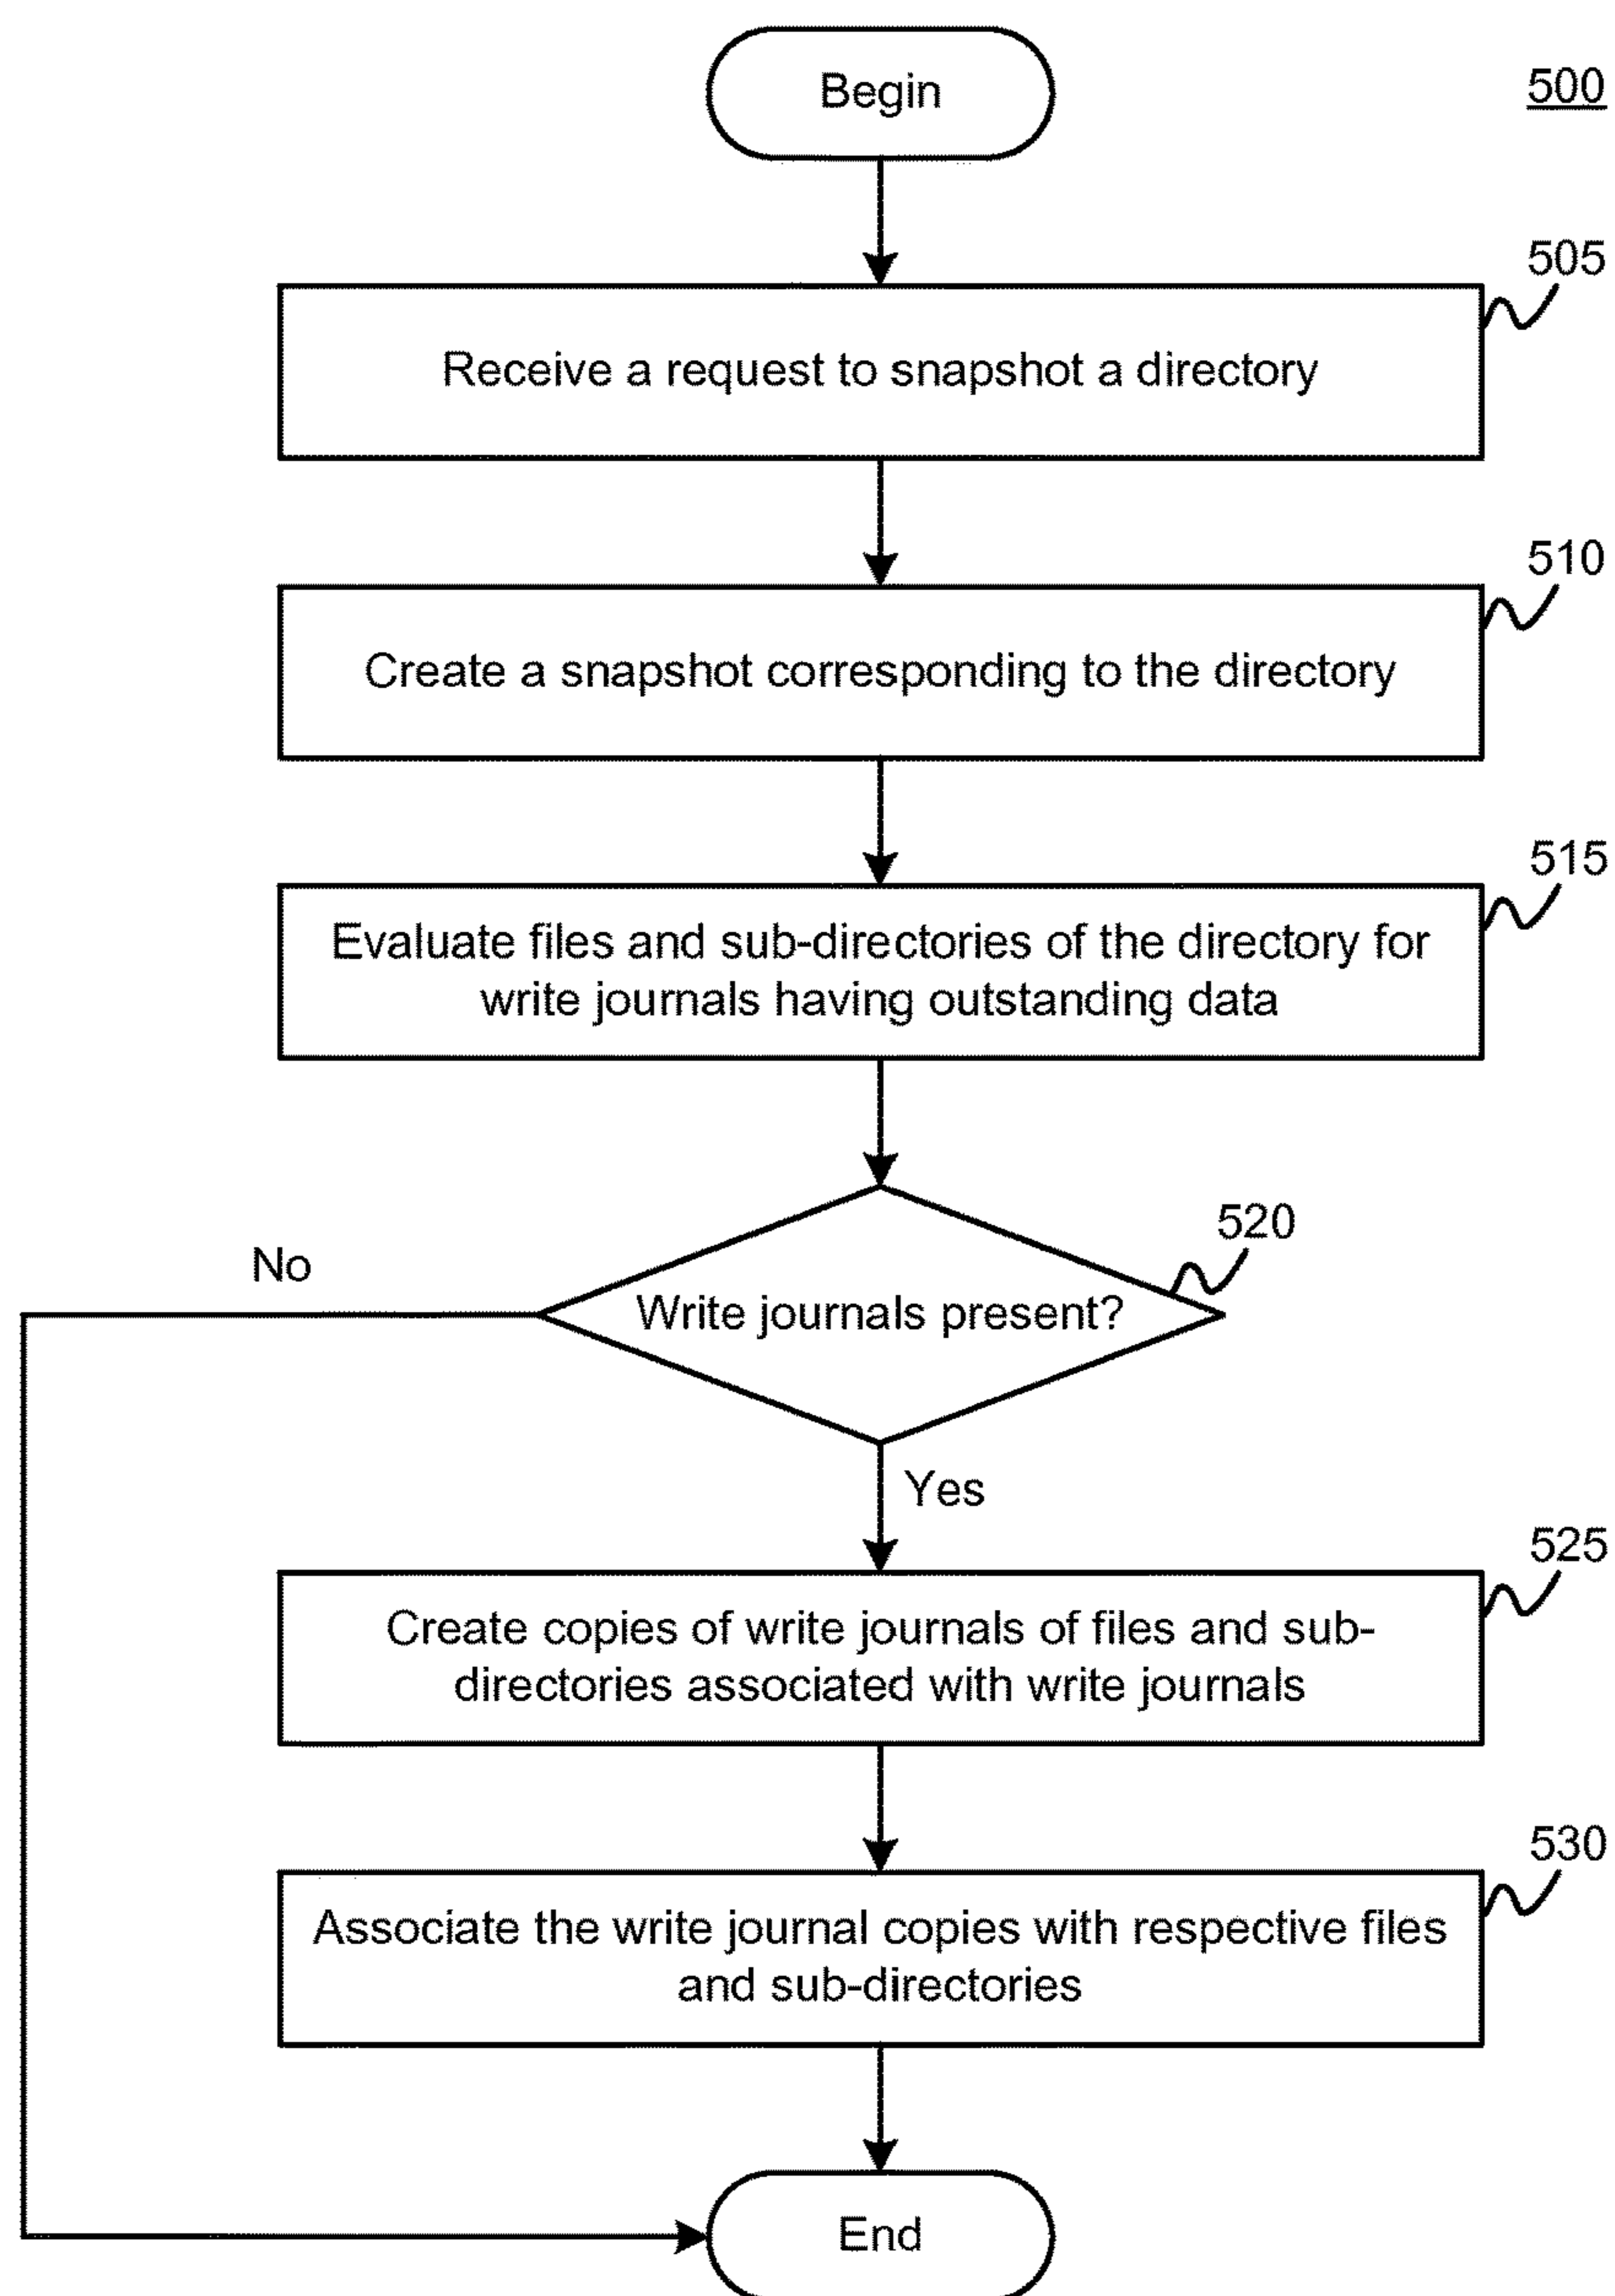 Begin
500
505
Receive a request to snapshot a directory
510
Create a snapshot corresponding to the directory
515
Evaluate files and sub-directories of the directory for
write journals having outstanding data
520
No
Write journals present?
Yes
525
Create copies of write journals of files and sub-
directories associated with write journals
530
Associate the write journal copies with respective files
and sub-directories
End